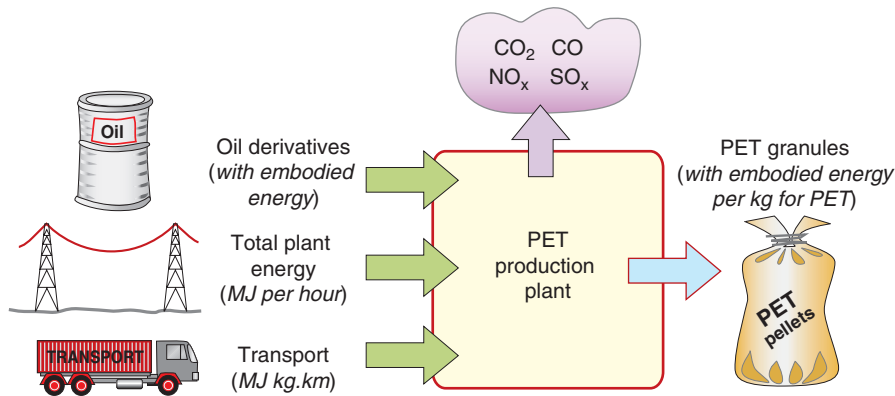 CO₂ CO
NOₓ SOₓ
Oil
Oil derivatives
(with embodied
energy)
PET granules
(with embodied energy
per kg for PET)
Total plant
energy
(MJ per hour)
PET
production
plant
PET
pellets
TRANSPORT
Transport
(MJ kg.km)